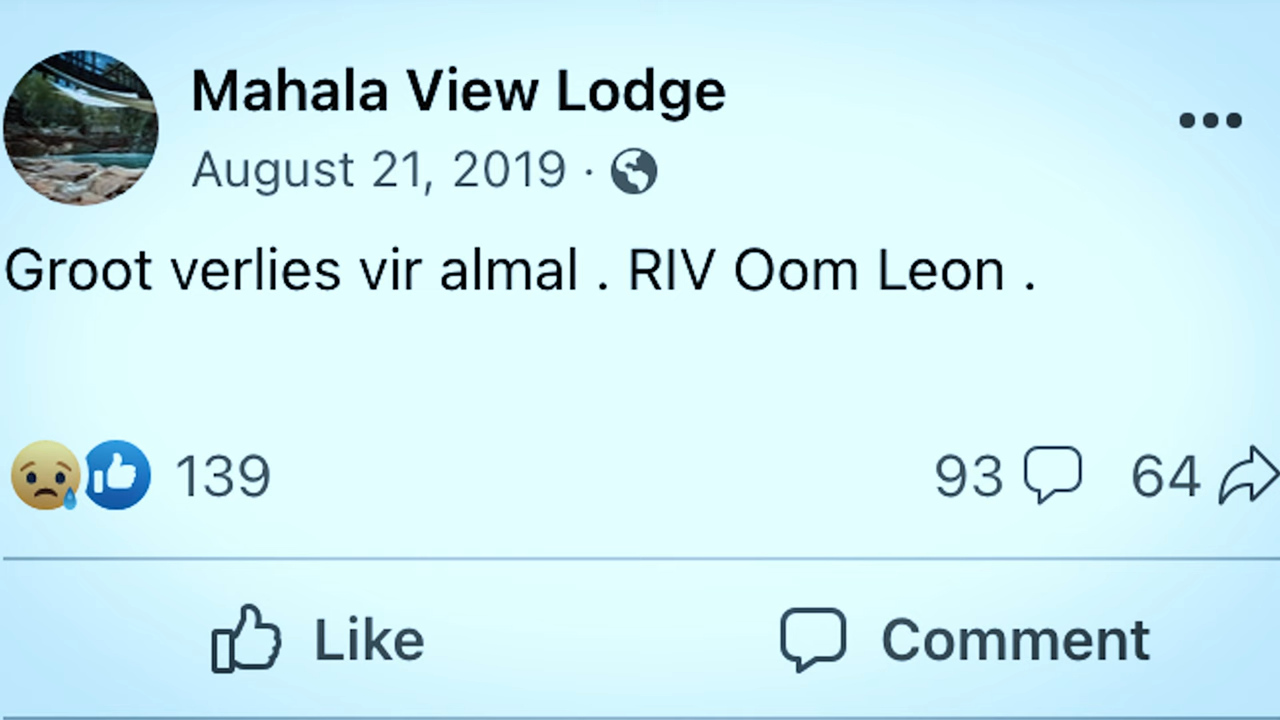 Mahala View Lodge
August 21, 2019 ·
Groot verlies vir almal . RIV Oom Leon .
139
93
64
Like
Comment